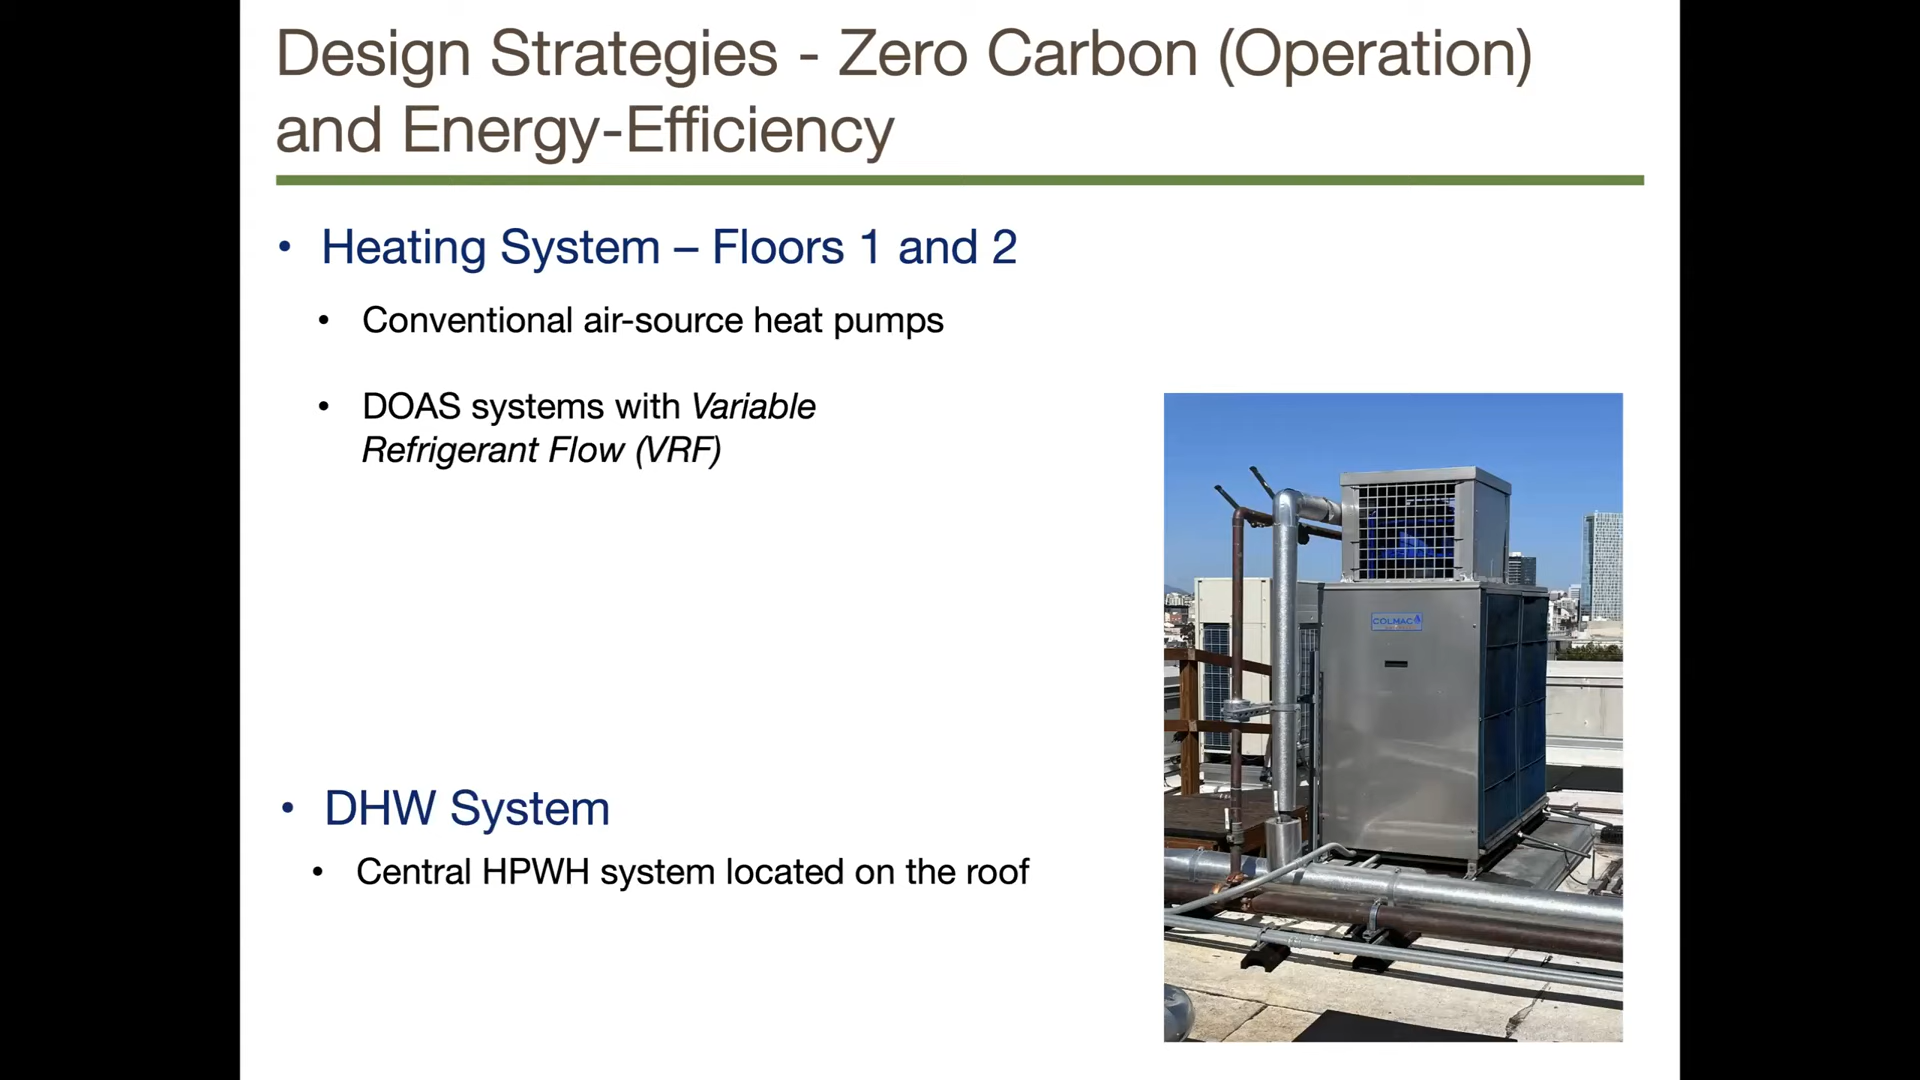 Design Strategies - Zero Carbon (Operation)
and Energy-Efficiency
• Heating System – Floors 1 and 2
• Conventional air-source heat pumps
• DOAS systems with Variable
Refrigerant Flow (VRF)
COLMAC
• DHW System
• Central HPWH system located on the roof